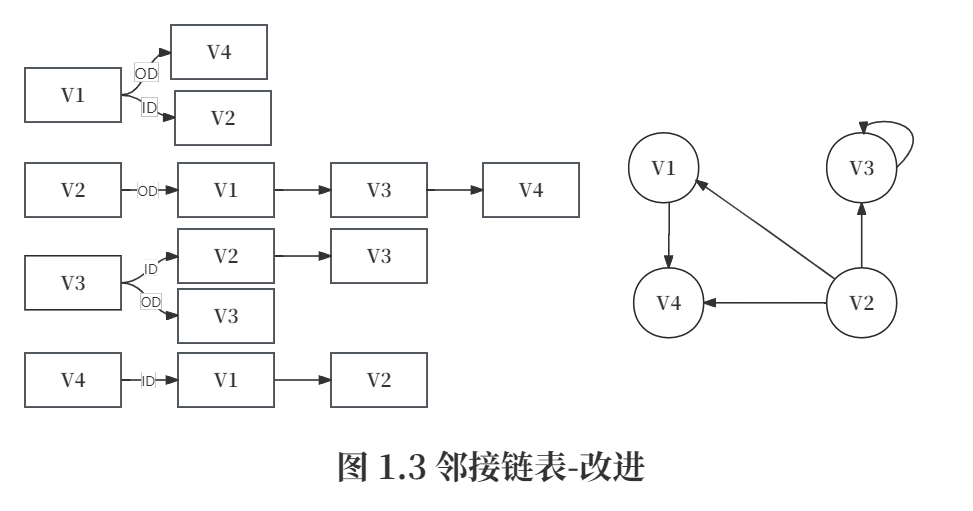 V4
V1 OD
ID
V2
V2 OD V1 V3 V4
V3 ID V2 V3
OD V3
V4 ID V1 V2
V1 V3
V4 V2
图 1.3 邻接链表-改进